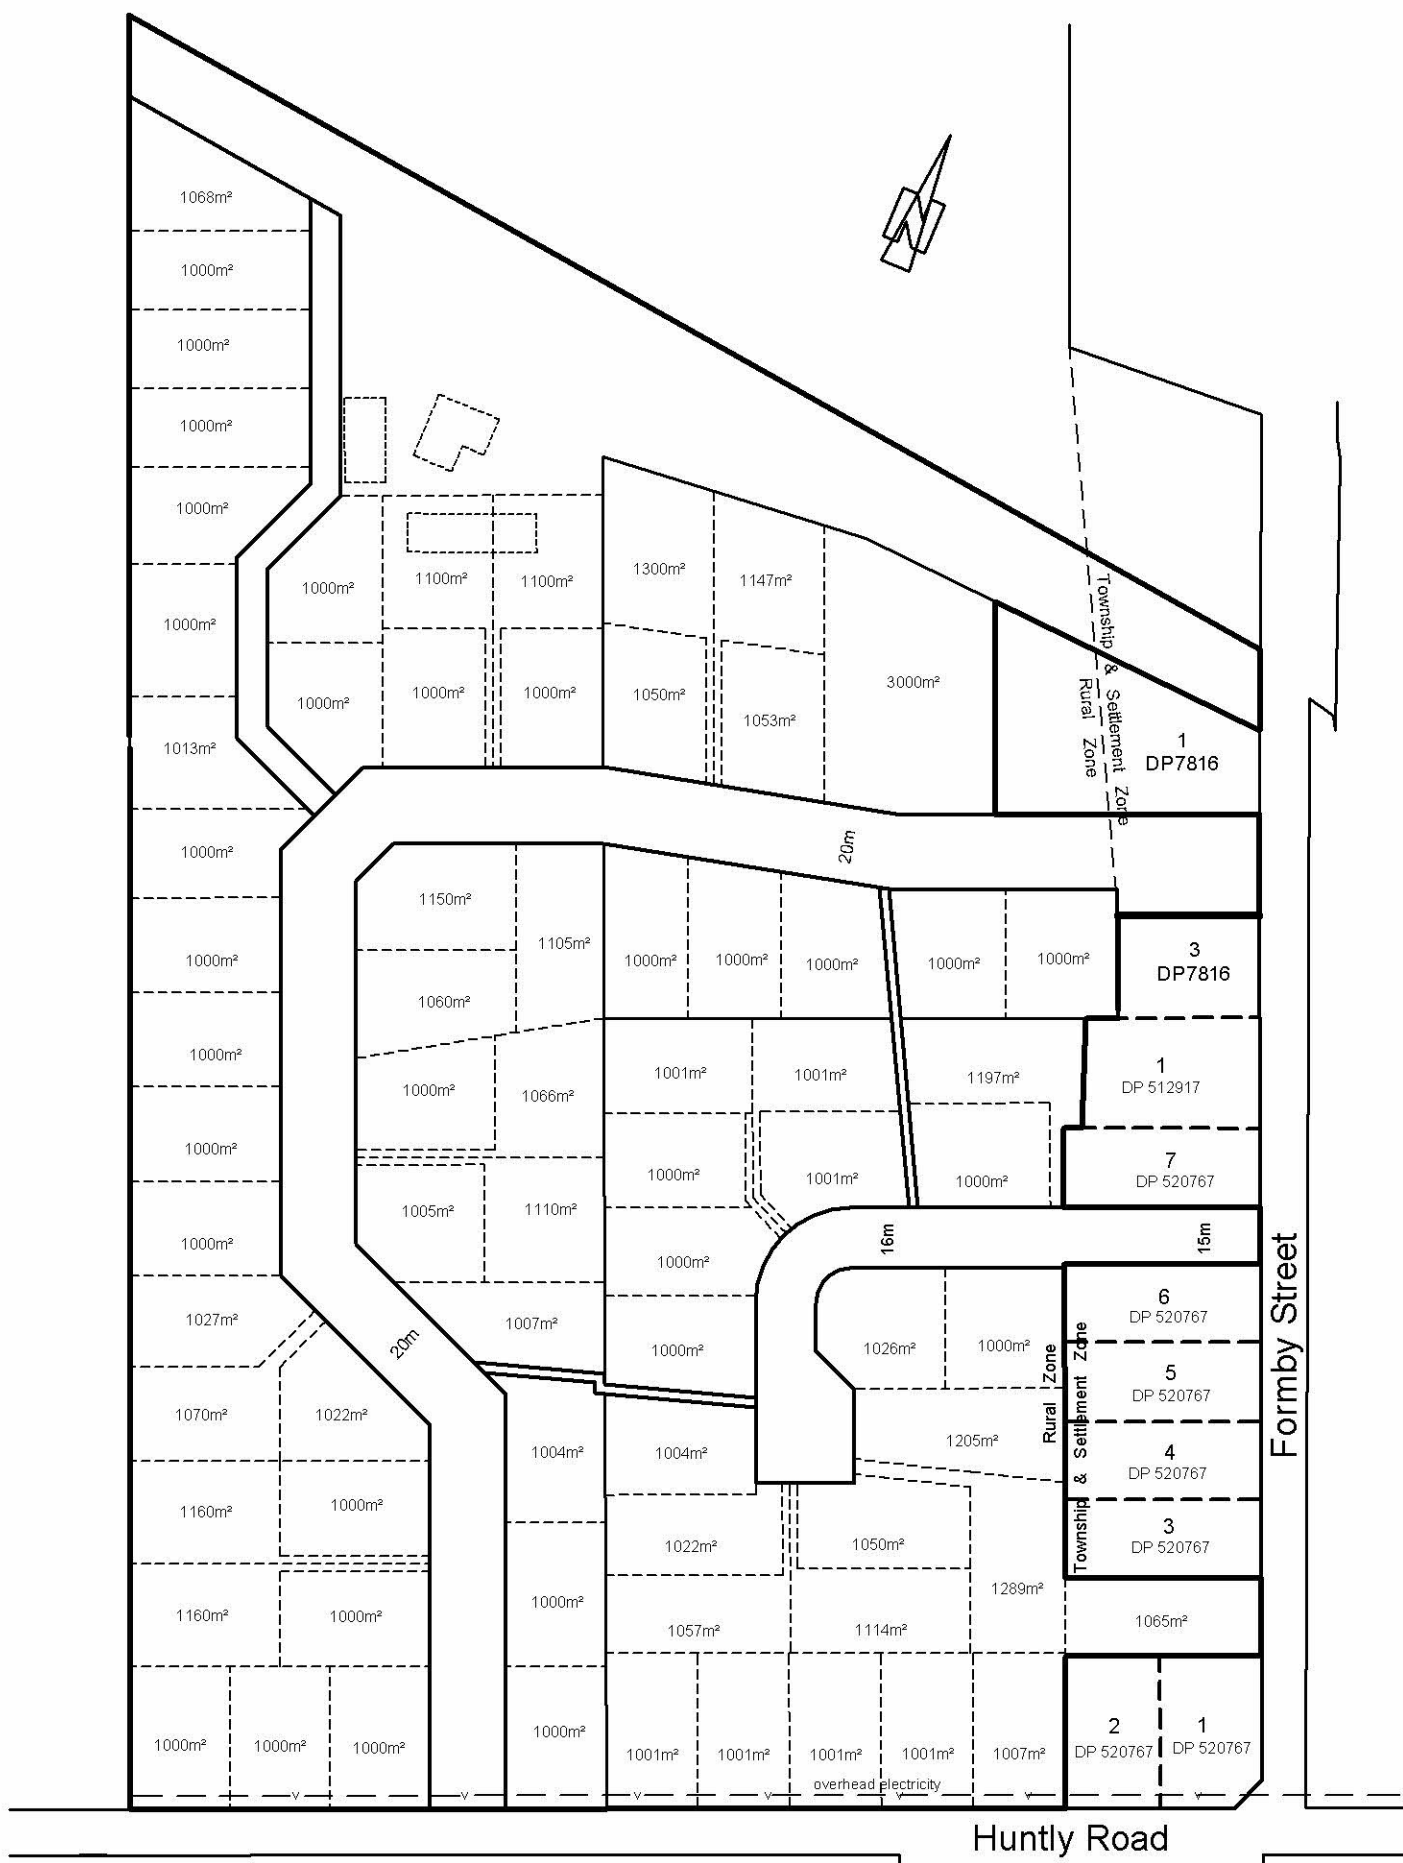 1068m²
1000m²
1000m²
1000m²
1000m²
1000m²
1013m²
1000m²
1100m²
1100m²
1000m²
1000m²
1000m²
1300m²
1147m²
1050m²
1053m²
3000m²
Township & Settlement Zone
Rural Zone
1
DP7816
20m
1000m²
1000m²
1000m²
1000m²
1000m²
1027m²
1150m²
1105m²
1060m²
1000m²
1066m²
1005m²
1110m²
1007m²
20m
1000m²
1000m²
1000m²
1000m²
1000m²
3
DP7816
1001m²
1001m²
1197m²
1
DP 512917
1000m²
1001m²
1000m²
7
DP 520767
1000m²
16m
15m
1000m²
1026m²
1000m²
Rural Zone
Township & Settlement Zone
6
DP 520767
5
DP 520767
4
DP 520767
3
DP 520767
Formby Street
1070m²
1022m²
1160m²
1000m²
1160m²
1000m²
1000m²
1000m²
1000m²
1004m²
1004m²
1205m²
1000m²
1022m²
1050m²
1289m²
1057m²
1114m²
1065m²
1000m²
1001m²
1001m²
1001m²
1001m²
1007m²
2
DP 520767
1
DP 520767
overhead electricity
Huntly Road